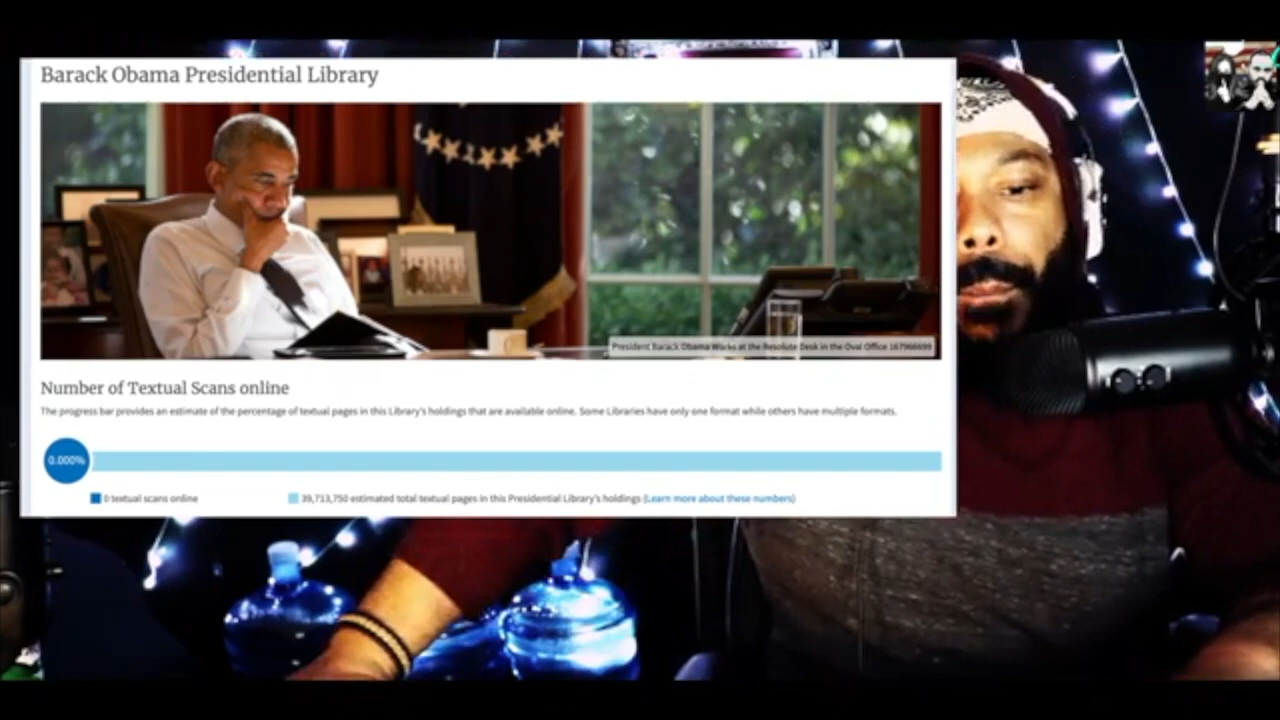 Barack Obama Presidential Library
President Barack Obama Works at the Resolute Desk in the Oval Office 167966699
Number of Textual Scans online
The progress bar provides an estimate of the percentage of textual pages in this Library's holdings that are available online. Some Libraries have only one format while others have multiple formats.
0.000%
0 textual scans online
39,713,750 estimated total textual pages in this Presidential Library's holdings (Learn more about these numbers)